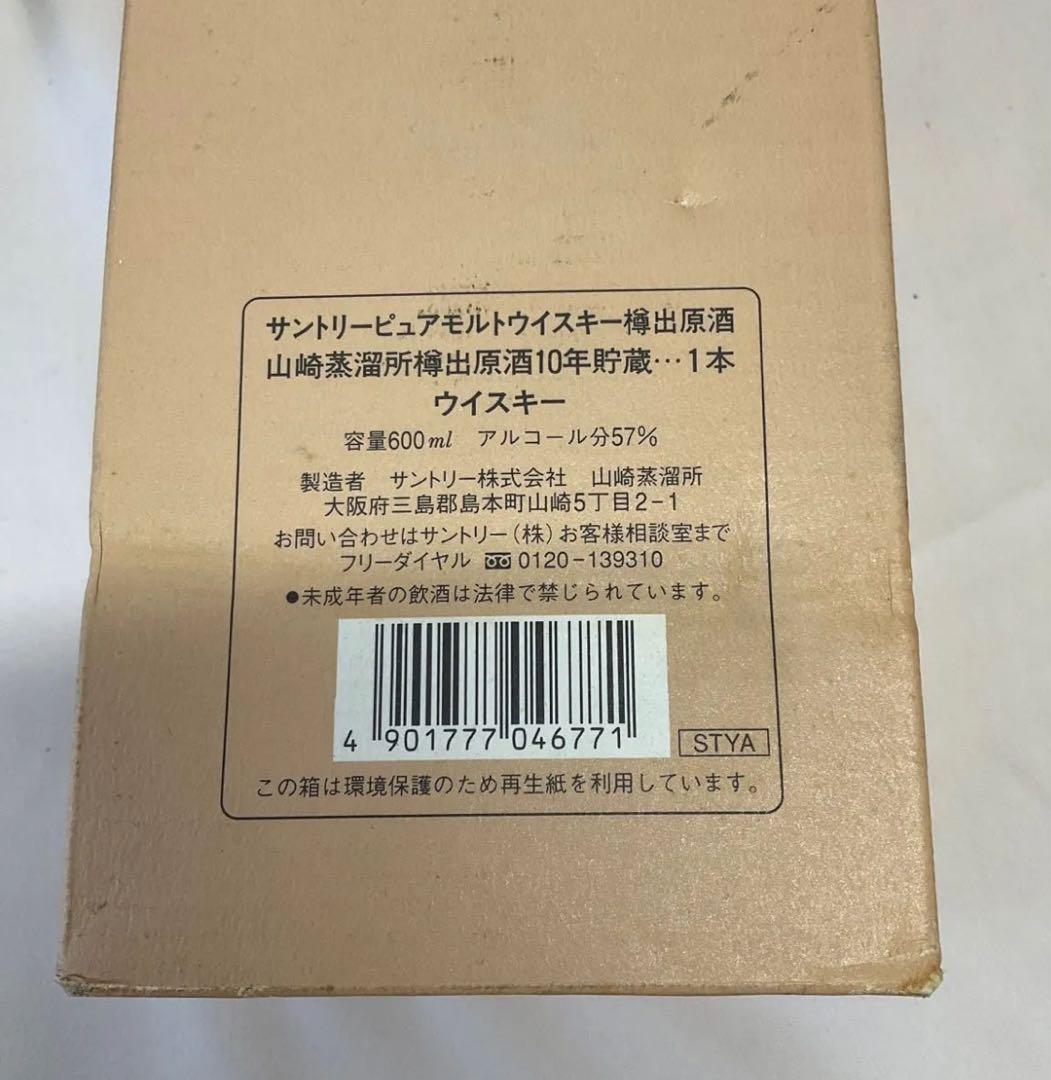 サントリーピュアモルトウイスキー樽出原酒
山崎蒸溜所樽出原酒10年貯蔵…1本
ウイスキー
容量600ml アルコール分57%
製造者 サントリー株式会社 山崎蒸溜所
大阪府三島郡島本町山崎5丁目2-1
お問い合わせはサントリー(株)お客様相談室まで
フリーダイヤル 0120-139310
●未成年者の飲酒は法律で禁じられています。
4 901777 046771
STYA
この箱は環境保護のため再生紙を利用しています。